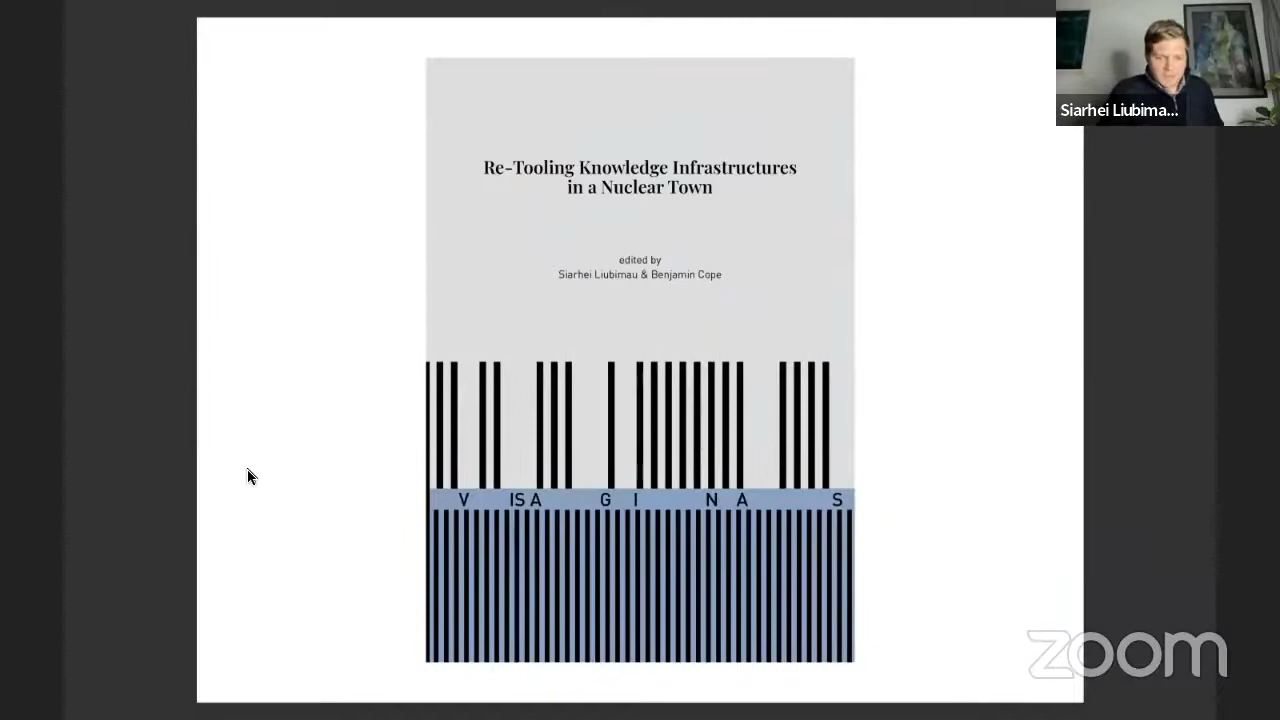 Re-Tooling Knowledge Infrastructures
in a Nuclear Town
edited by
Siarhei Liubimau & Benjamin Cope
V ISA G I N A S
Siarhei Liubima...
zoom